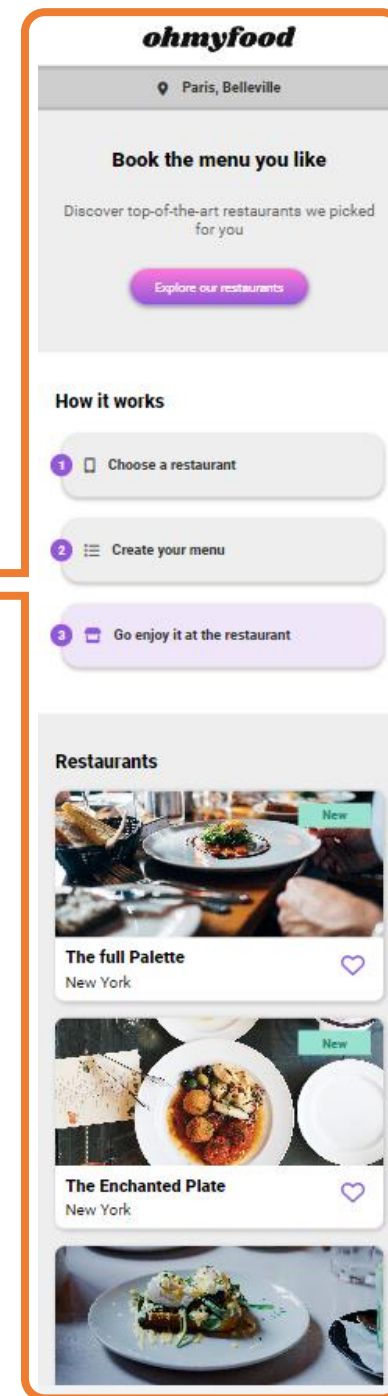 ohmyfood
Paris, Belleville
Book the menu you like
Discover top-of-the-art restaurants we picked
for you
Explore our restaurants
How it works
1 Choose a restaurant
2 Create your menu
3 Go enjoy it at the restaurant
Restaurants
New
The full Palette
New York
New
The Enchanted Plate
New York